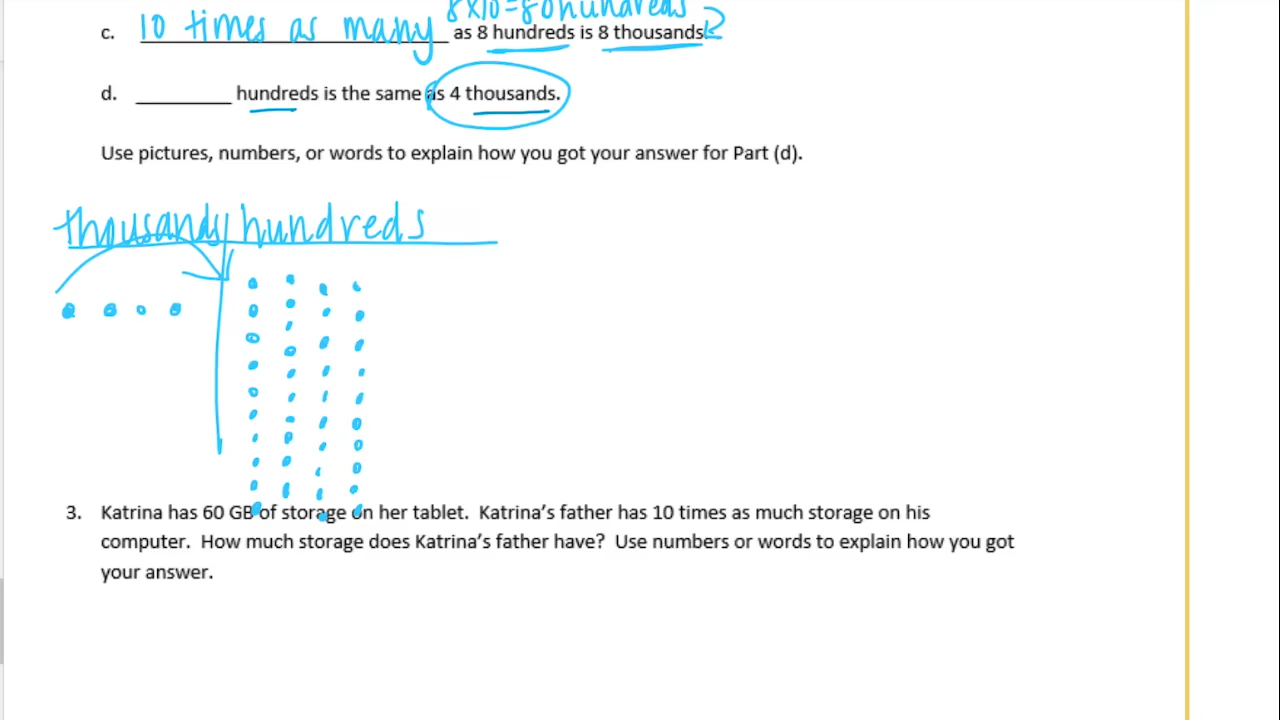 8 x 10 = 80 hundreds
c. 10 times as many as 8 hundreds is 8 thousands.
d. __________ hundreds is the same as 4 thousands.
Use pictures, numbers, or words to explain how you got your answer for Part (d).
thousands hundreds
3. Katrina has 60 GB of storage on her tablet. Katrina's father has 10 times as much storage on his
computer. How much storage does Katrina's father have? Use numbers or words to explain how you got
your answer.